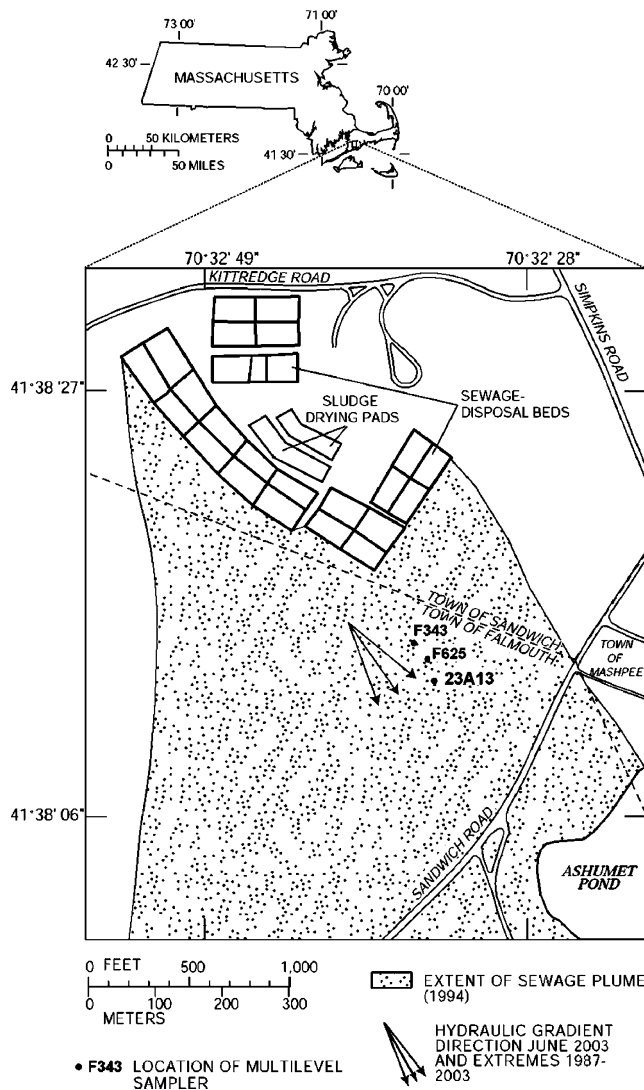 73 00'
71 00'
42 30'
MASSACHUSETTS
70 00'
0 50 KILOMETERS
0 50 MILES
41 30'
70°32'49"
70°32'28"
KITTREDGE ROAD
SIMPKINS ROAD
41°38'27"
SLUDGE
DRYING PADS
SEWAGE-
DISPOSAL BEDS
TOWN OF SANDWICH
TOWN OF FALMOUTH
F343
F625
23A13
TOWN
OF
MASHPEE
41°38'06"
SANDWICH ROAD
ASHUMET
POND
0 FEET 500 1,000
0 100 200 300
METERS
EXTENT OF SEWAGE PLUME
(1994)
HYDRAULIC GRADIENT
DIRECTION JUNE 2003
AND EXTREMES 1987-
2003
• F343 LOCATION OF MULTILEVEL
SAMPLER